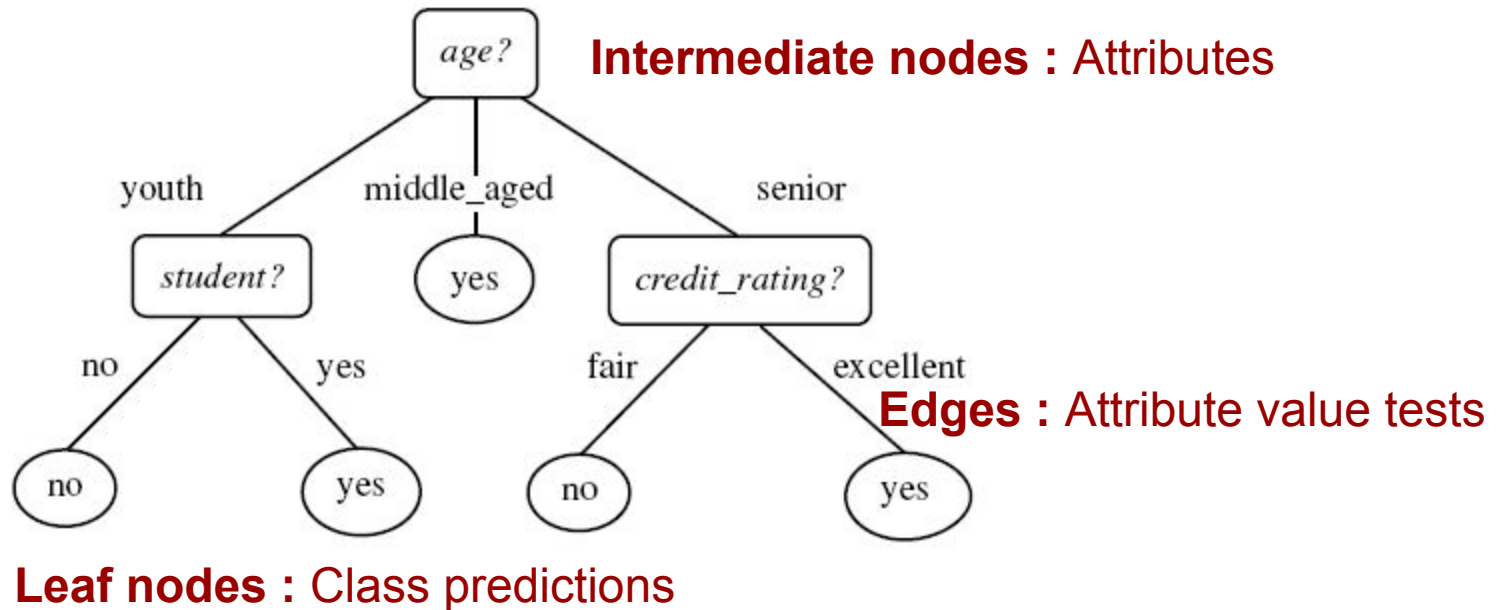 age?
Intermediate nodes : Attributes
youth
middle_aged
senior
student?
yes
credit_rating?
no
yes
fair
excellent
Edges : Attribute value tests
no
yes
no
yes
Leaf nodes : Class predictions